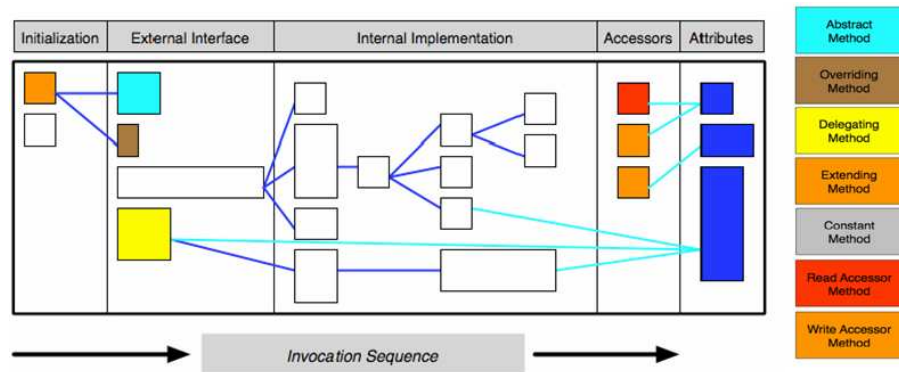 Initialization
External Interface
Internal Implementation
Accessors
Attributes
Invocation Sequence
Abstract
Method
Overriding
Method
Delegating
Method
Extending
Method
Constant
Method
Read Accessor
Method
Write Accessor
Method